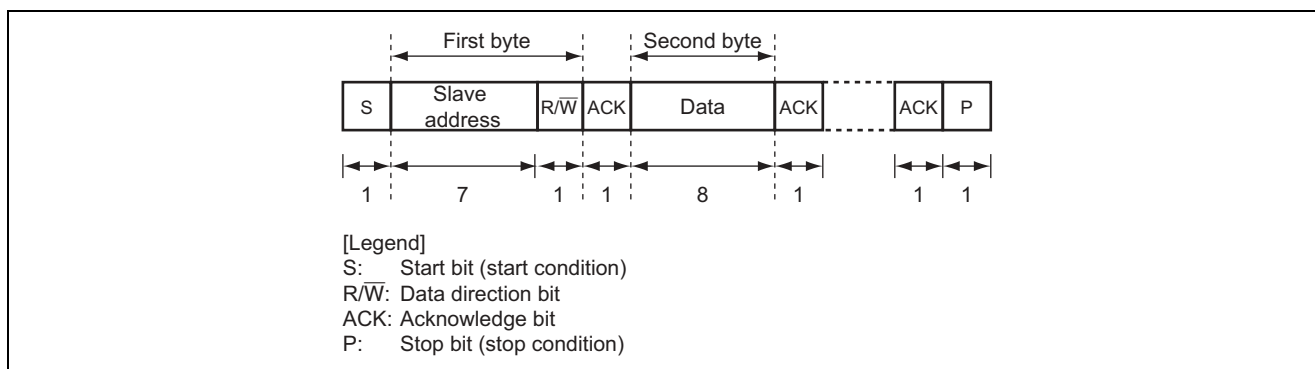 First byte Second byte
S Slave address R/W̅ ACK Data ACK ACK P
1 7 1 1 8 1 1 1
[Legend]
S: Start bit (start condition)
R/W̅: Data direction bit
ACK: Acknowledge bit
P: Stop bit (stop condition)